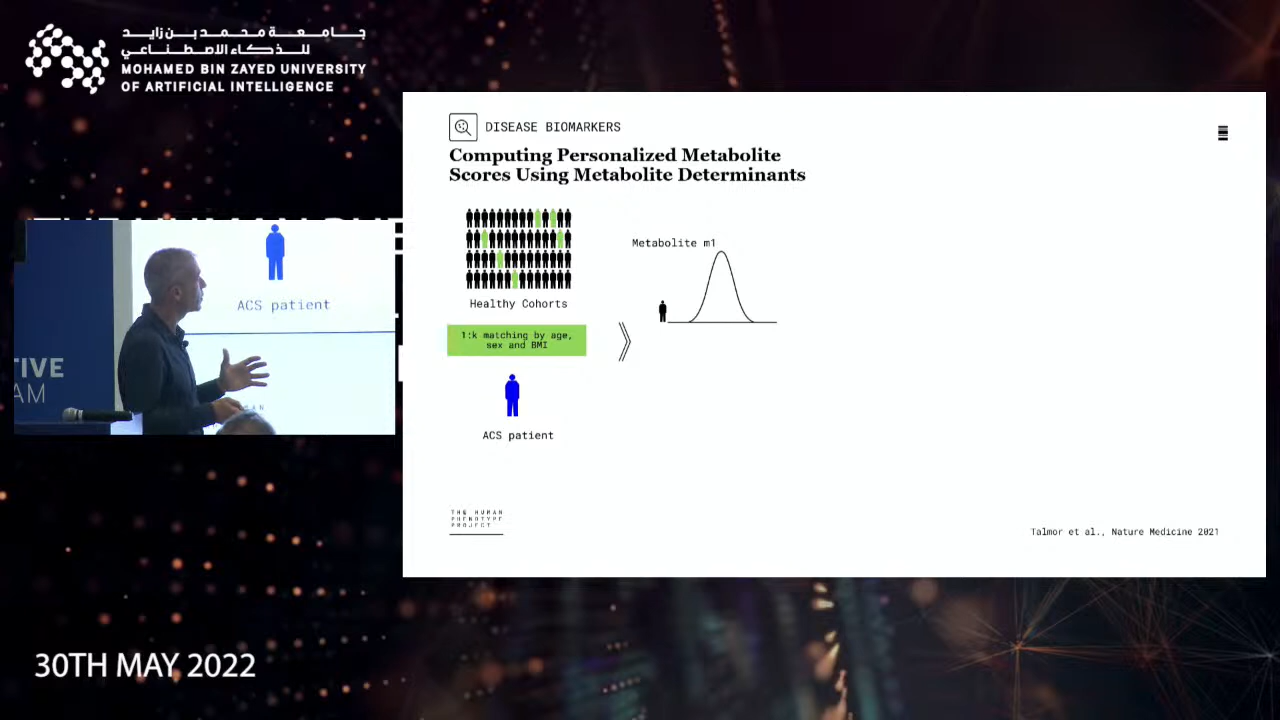 جامعة محمد بن زايد
للذكاء الاصطناعي
MOHAMED BIN ZAYED UNIVERSITY
OF ARTIFICIAL INTELLIGENCE
DISEASE BIOMARKERS
Computing Personalized Metabolite
Scores Using Metabolite Determinants
Metabolite m1
Healthy Cohorts
1:k matching by age,
sex and BMI
ACS patient
THE HUMAN
PHENOTYPE
PROJECT
Talmor et al., Nature Medicine 2021
ACS patient
30TH MAY 2022